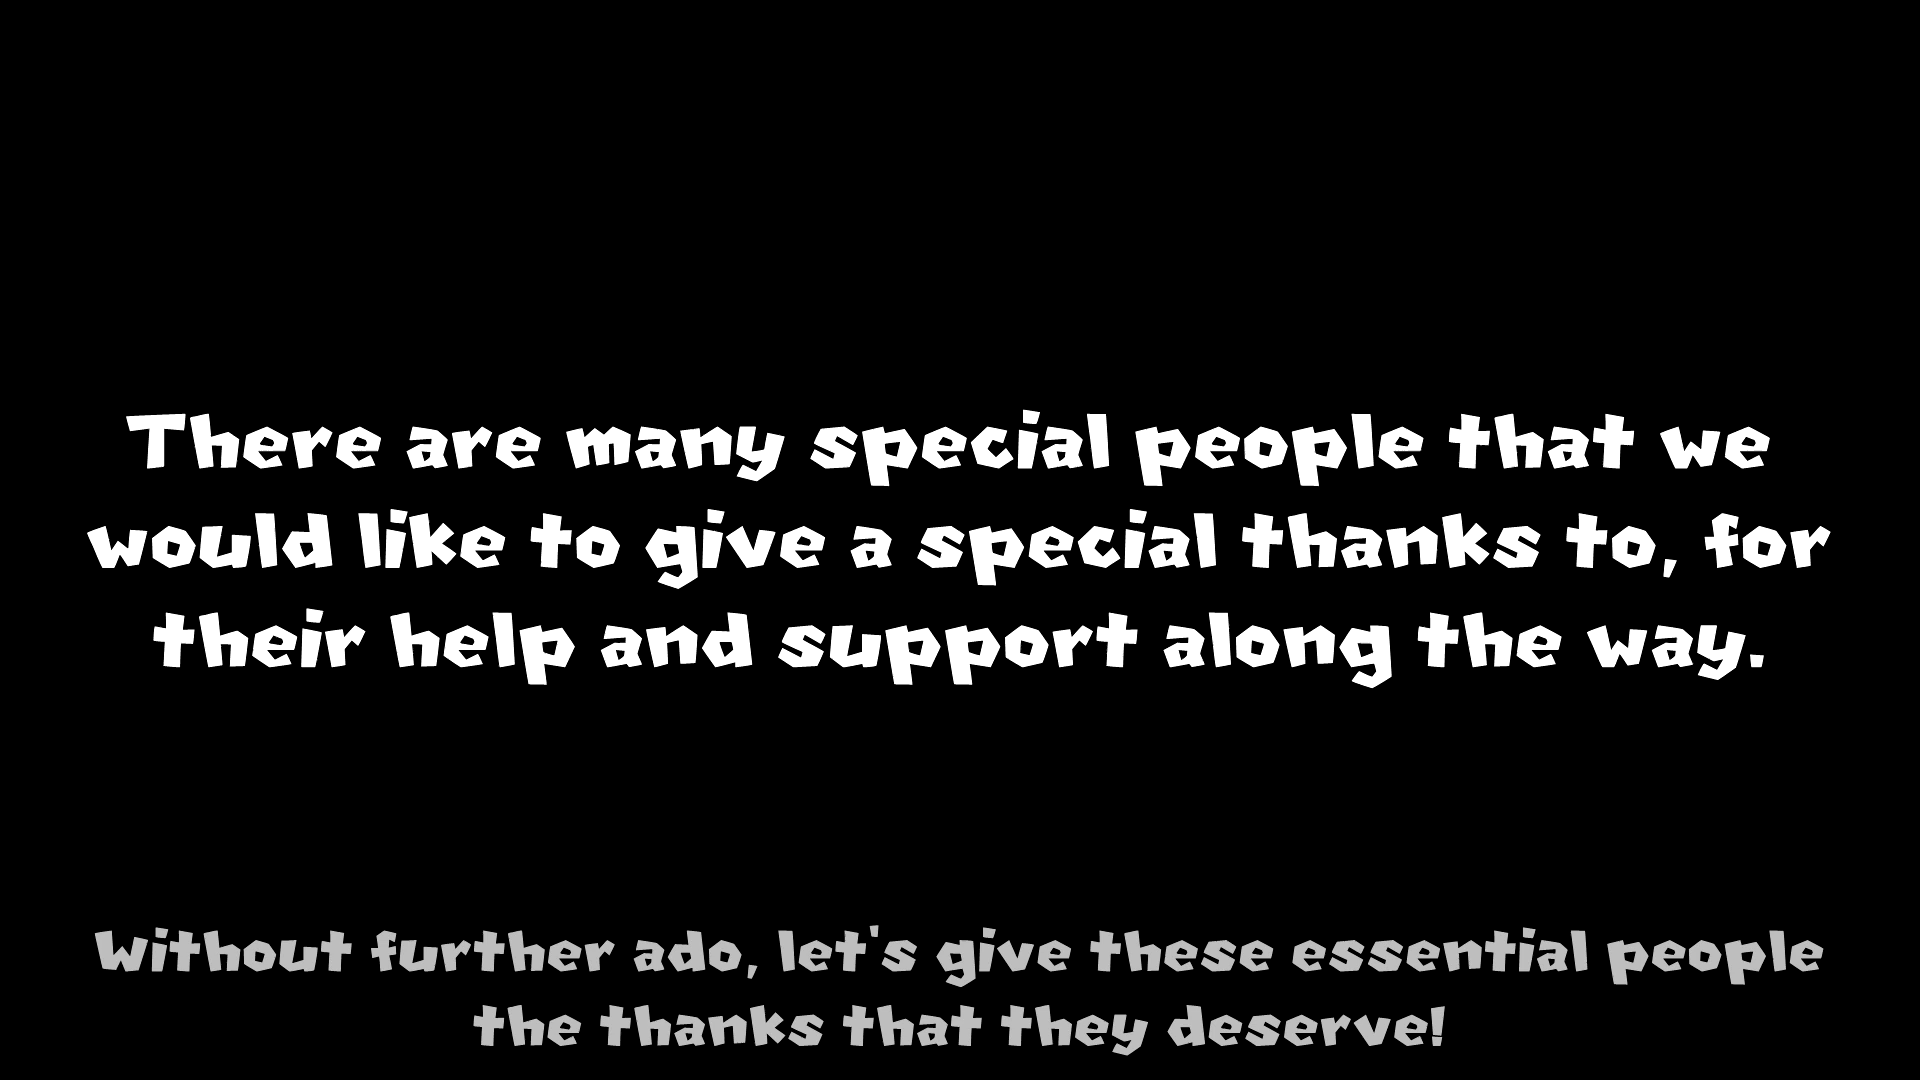 There are many special people that we
would like to give a special thanks to, for
their help and support along the way.
Without further ado, let's give these essential people
the thanks that they deserve!